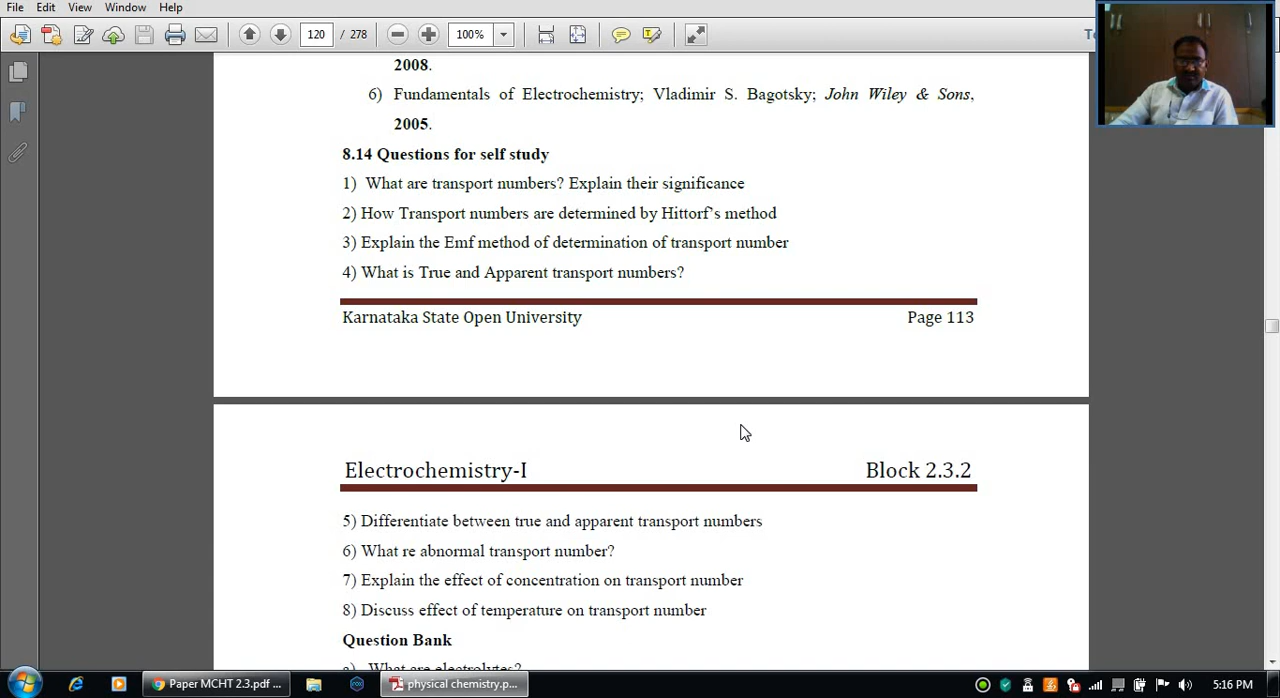 File Edit View Window Help
120 / 278 100%
2008.
6) Fundamentals of Electrochemistry; Vladimir S. Bagotsky; John Wiley & Sons,
2005.
8.14 Questions for self study
1) What are transport numbers? Explain their significance
2) How Transport numbers are determined by Hittorf's method
3) Explain the Emf method of determination of transport number
4) What is True and Apparent transport numbers?
Karnataka State Open University Page 113
Electrochemistry-I Block 2.3.2
5) Differentiate between true and apparent transport numbers
6) What re abnormal transport number?
7) Explain the effect of concentration on transport number
8) Discuss effect of temperature on transport number
Question Bank
a) What are electrolytes?
Paper MCHT 2.3.pdf ... physical chemistry.p... 5:16 PM